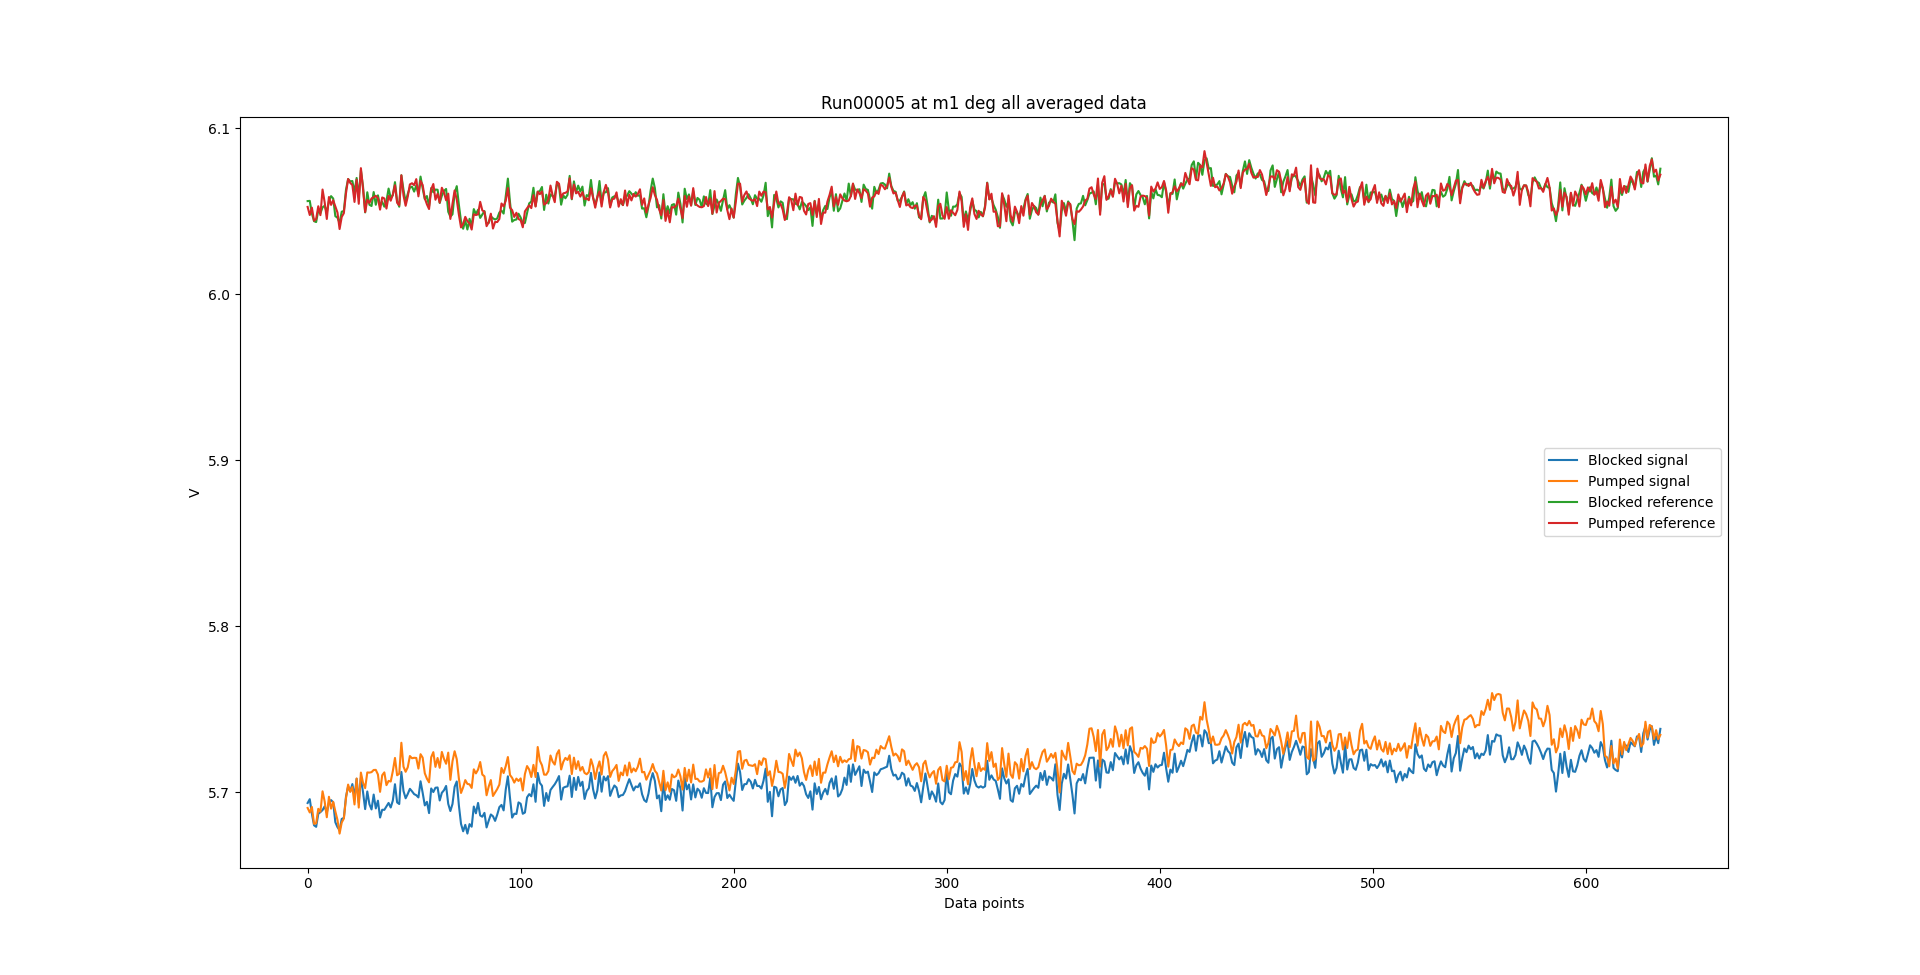 Run00005 at m1 deg all averaged data
6.1
6.0
5.9
5.8
5.7
V
Blocked signal
Pumped signal
Blocked reference
Pumped reference
0 100 200 300 400 500 600
Data points